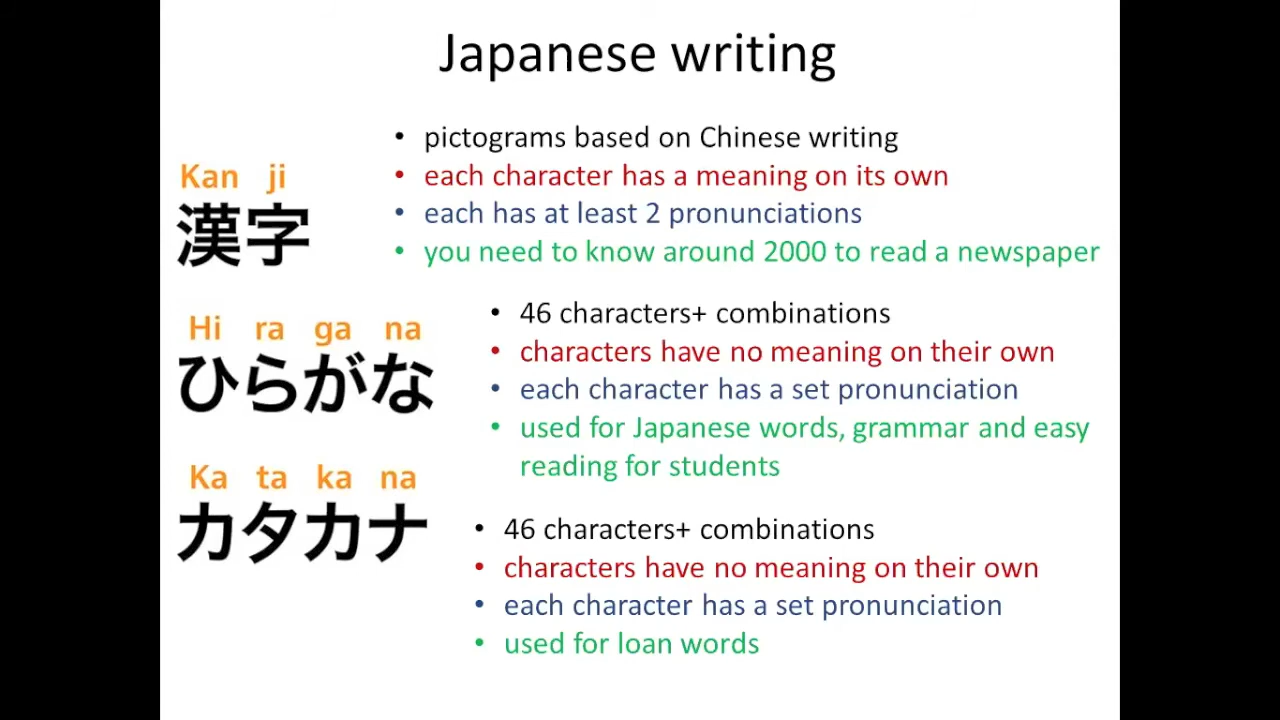 Japanese writing
Kan ji
漢字
• pictograms based on Chinese writing
• each character has a meaning on its own
• each has at least 2 pronunciations
• you need to know around 2000 to read a newspaper
Hi ra ga na
ひらがな
• 46 characters+ combinations
• characters have no meaning on their own
• each character has a set pronunciation
• used for Japanese words, grammar and easy
reading for students
Ka ta ka na
カタカナ
• 46 characters+ combinations
• characters have no meaning on their own
• each character has a set pronunciation
• used for loan words